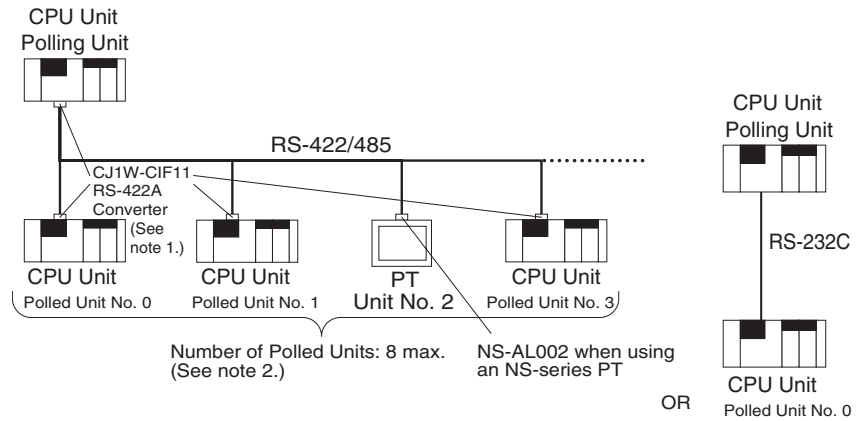 CPU Unit
Polling Unit
RS-422/485
CJ1W-CIF11
RS-422A
Converter
(See
note 1.)
CPU Unit
Polled Unit No. 0
CPU Unit
Polled Unit No. 1
PT
Unit No. 2
CPU Unit
Polled Unit No. 3
Number of Polled Units: 8 max.
(See note 2.)
NS-AL002 when using
an NS-series PT
OR
CPU Unit
Polling Unit
RS-232C
CPU Unit
Polled Unit No. 0